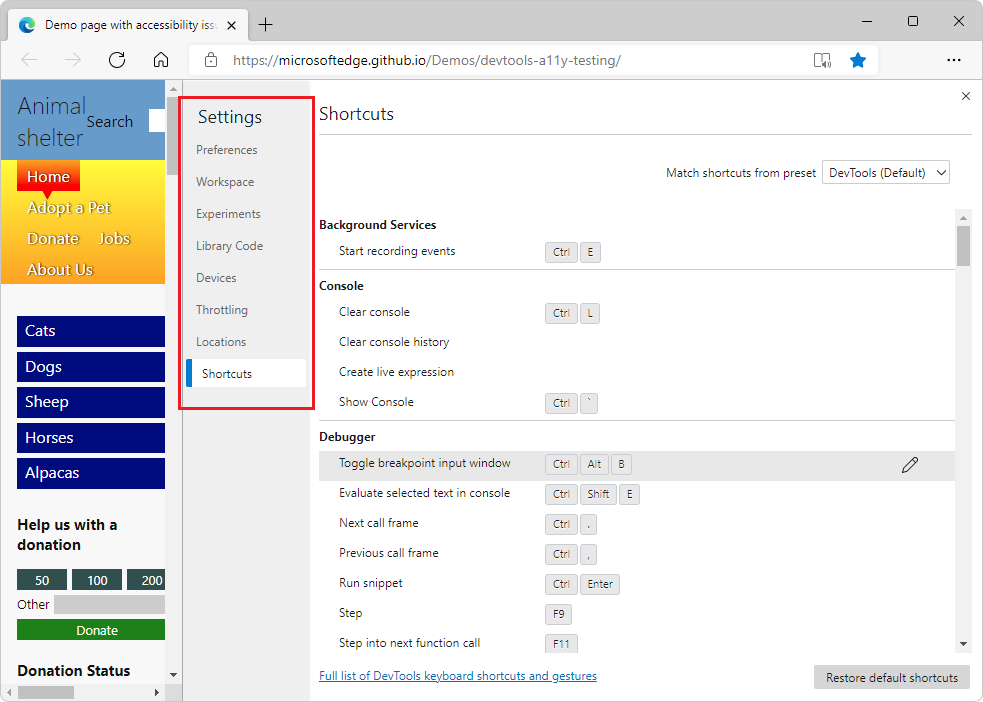 Demo page with accessibility iss
https://microsoftedge.github.io/Demos/devtools-a11y-testing/
Animal
shelter
Search
Home
Adopt a Pet
Donate Jobs
About Us
Cats
Dogs
Sheep
Horses
Alpacas
Help us with a
donation
50 100 200
Other
Donate
Donation Status
Settings
Preferences
Workspace
Experiments
Library Code
Devices
Throttling
Locations
Shortcuts
Shortcuts
Match shortcuts from preset DevTools (Default)
Background Services
Start recording events Ctrl E
Console
Clear console Ctrl L
Clear console history
Create live expression
Show Console Ctrl `
Debugger
Toggle breakpoint input window Ctrl Alt B
Evaluate selected text in console Ctrl Shift E
Next call frame Ctrl .
Previous call frame Ctrl ,
Run snippet Ctrl Enter
Step F9
Step into next function call F11
Full list of DevTools keyboard shortcuts and gestures
Restore default shortcuts